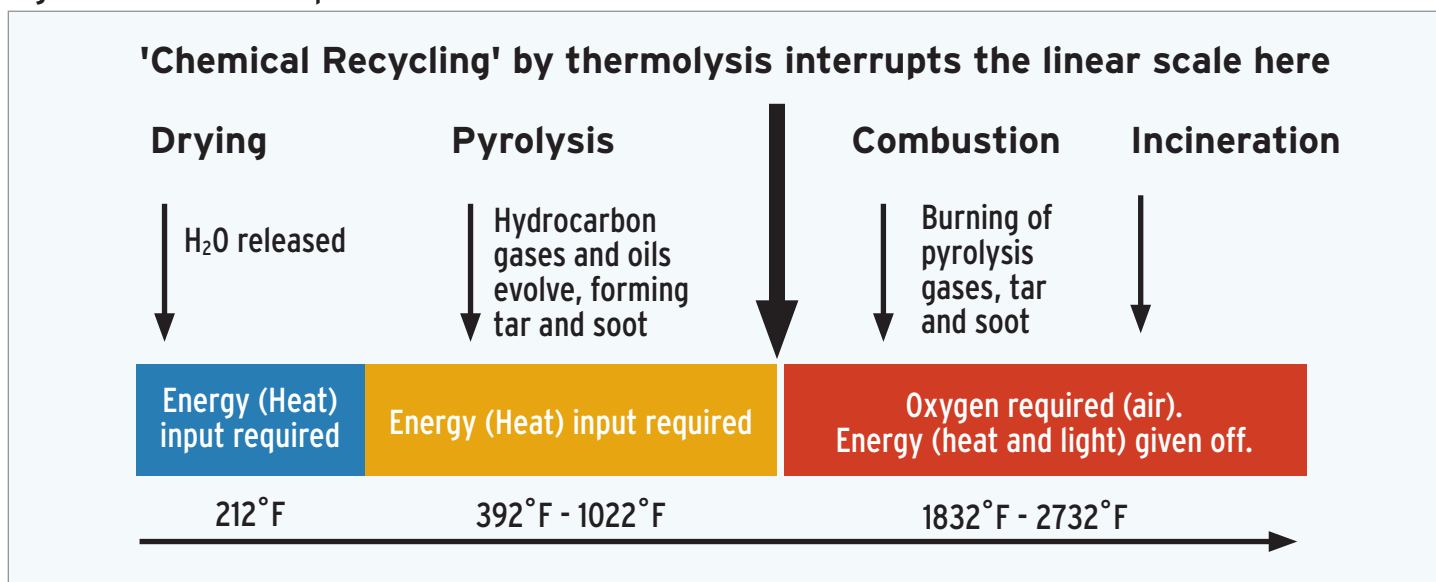 'Chemical Recycling' by thermolysis interrupts the linear scale here
Drying
Pyrolysis
Combustion
Incineration
H₂O released
Hydrocarbon
gases and oils
evolve, forming
tar and soot
Burning of
pyrolysis
gases, tar
and soot
Energy (Heat)
input required
Energy (Heat) input required
Oxygen required (air).
Energy (heat and light) given off.
212°F
392°F - 1022°F
1832°F - 2732°F